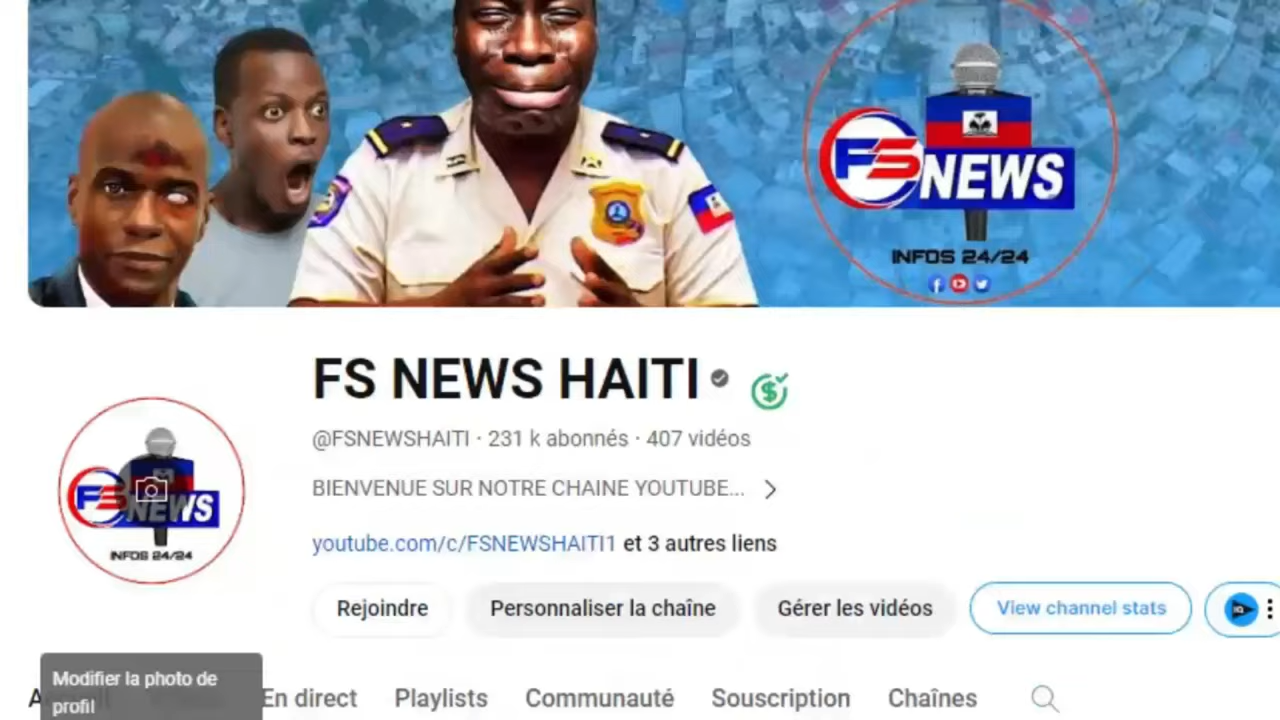 FS NEWS
INFOS 24/24
FS NEWS HAITI
@FSNEWSHAITI · 231 k abonnés · 407 vidéos
BIENVENUE SUR NOTRE CHAINE YOUTUBE...
youtube.com/c/FSNEWSHAITI1 et 3 autres liens
FS NEWS
INFOS 24/24
Rejoindre Personnaliser la chaîne Gérer les vidéos View channel stats
Modifier la photo de
profil
En direct Playlists Communauté Souscription Chaînes